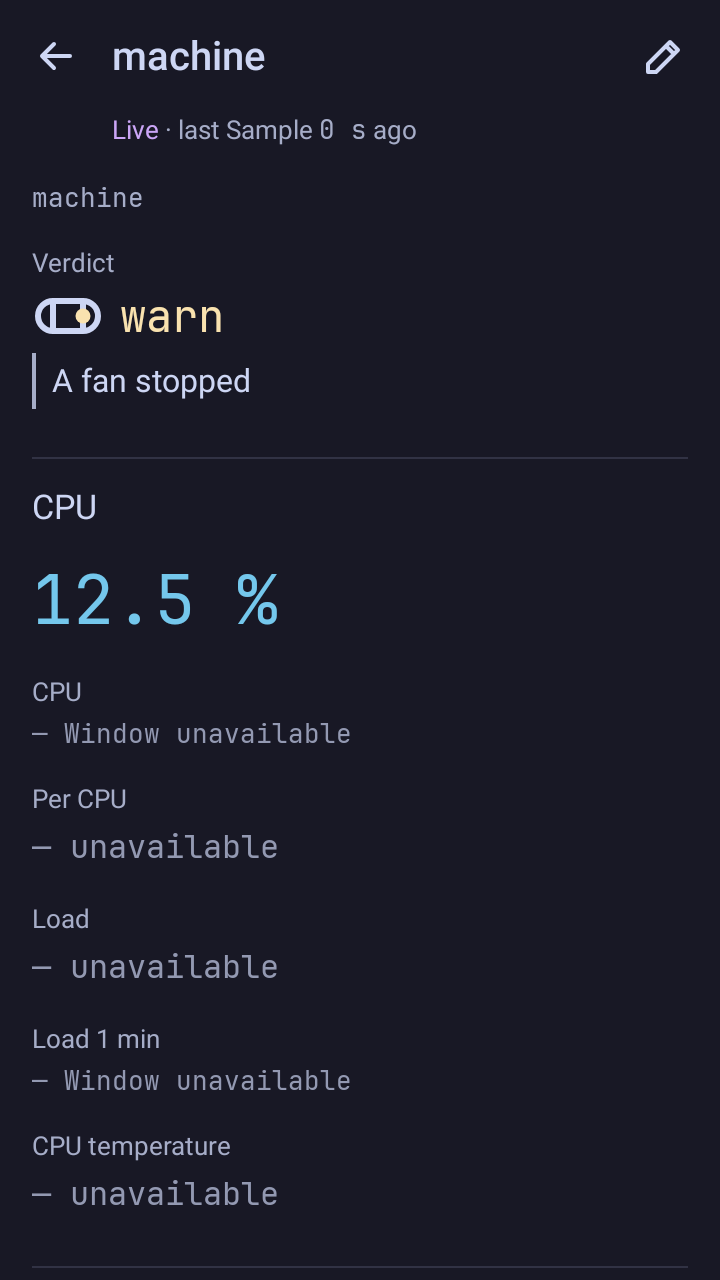 machine
Live · last Sample 0 s ago
machine
Verdict
warn
A fan stopped
CPU
12.5 %
CPU
— Window unavailable
Per CPU
— unavailable
Load
— unavailable
Load 1 min
— Window unavailable
CPU temperature
— unavailable